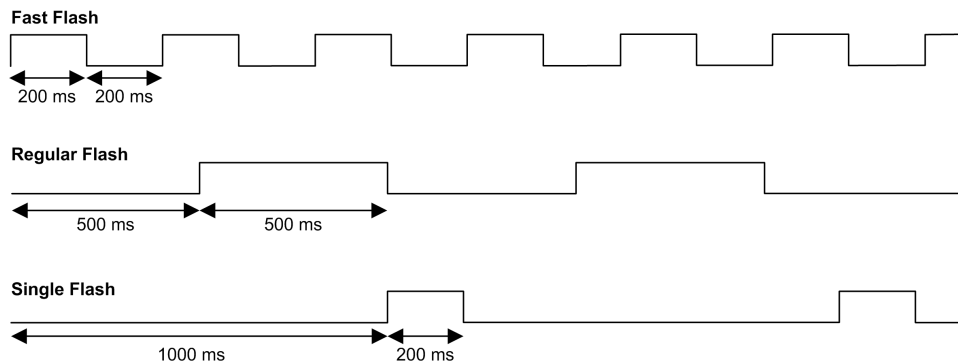 Fast Flash
200 ms 200 ms
Regular Flash
500 ms 500 ms
Single Flash
1000 ms 200 ms